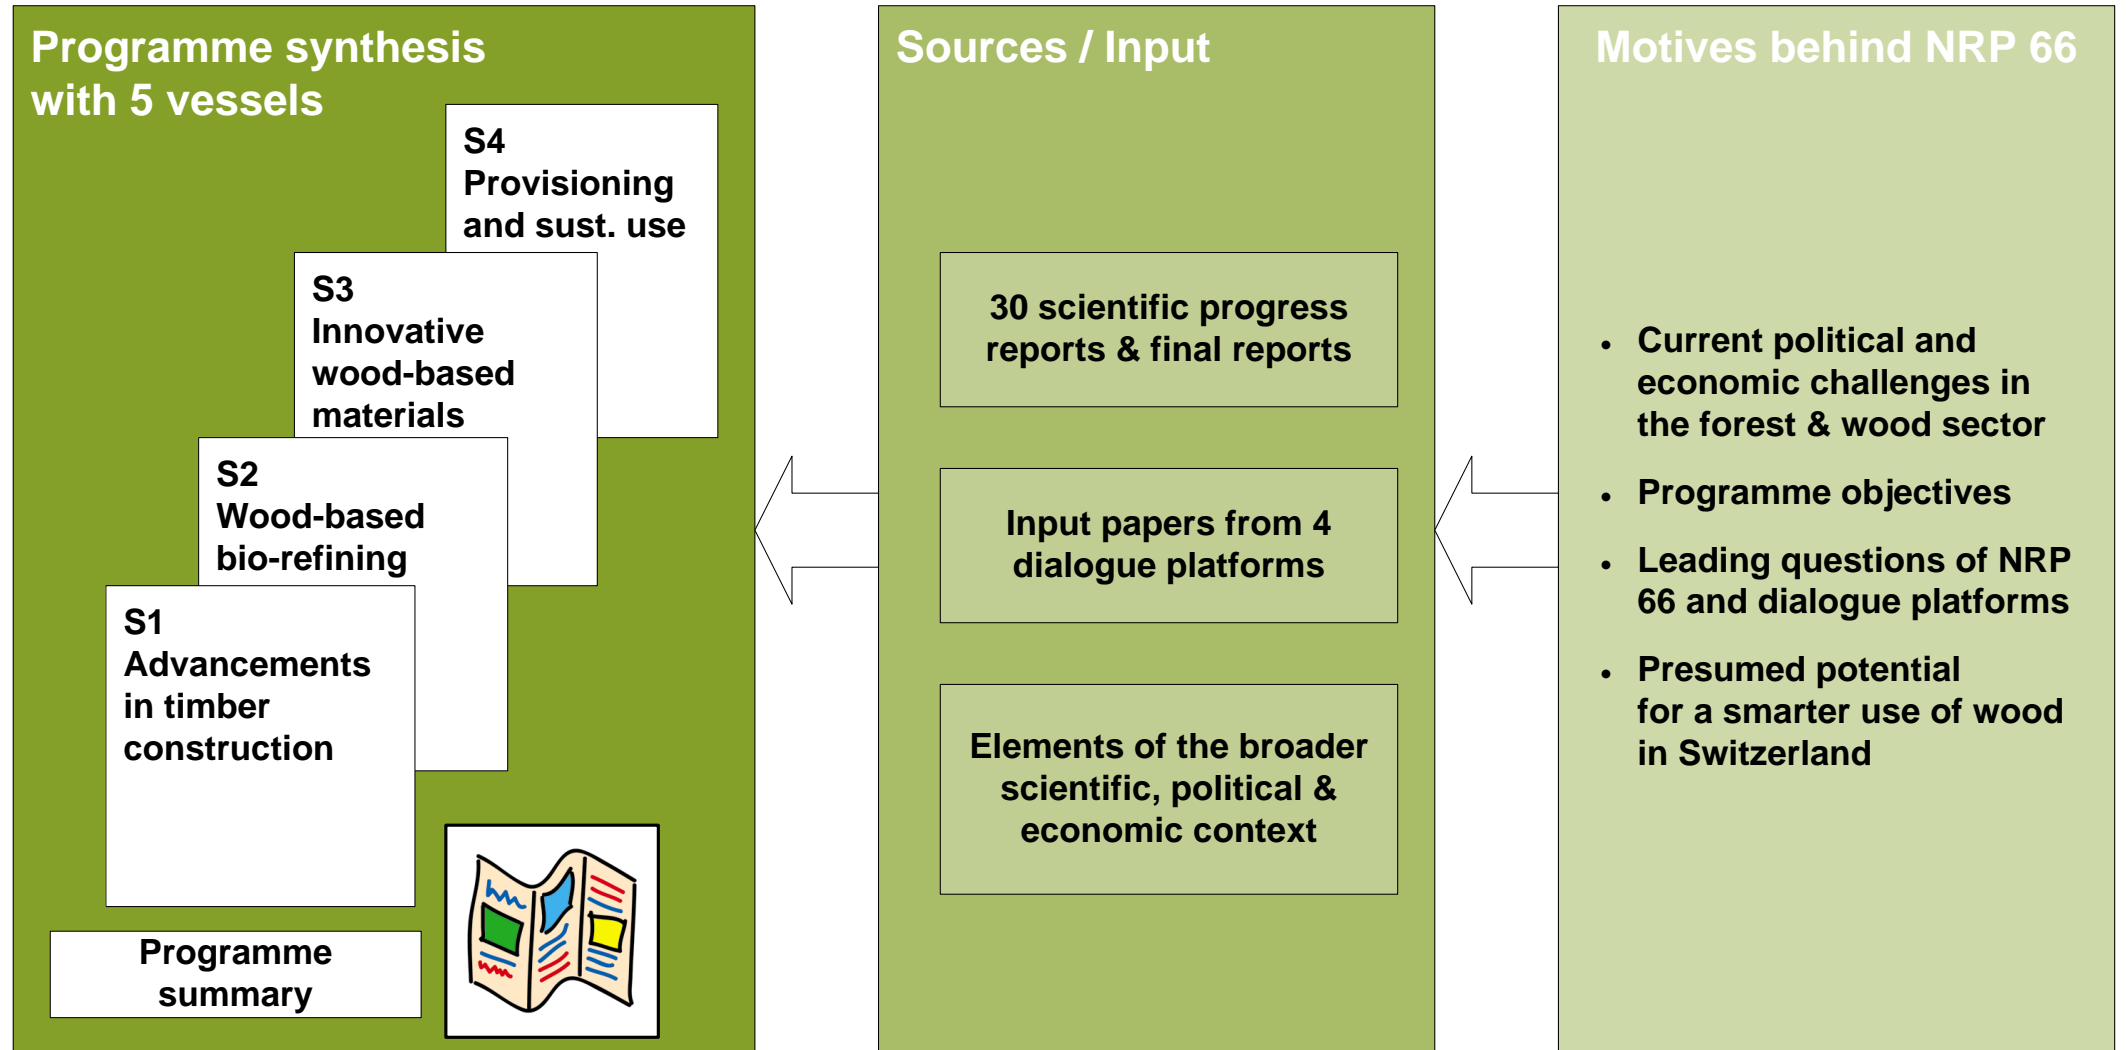 Programme synthesis
with 5 vessels
S4
Provisioning
and sust. use
S3
Innovative
wood-based
materials
S2
Wood-based
bio-refining
S1
Advancements
in timber
construction
Programme
summary
Sources / Input
30 scientific progress
reports & final reports
Input papers from 4
dialogue platforms
Elements of the broader
scientific, political &
economic context
Motives behind NRP 66
• Current political and
economic challenges in
the forest & wood sector
• Programme objectives
• Leading questions of NRP
66 and dialogue platforms
• Presumed potential
for a smarter use of wood
in Switzerland